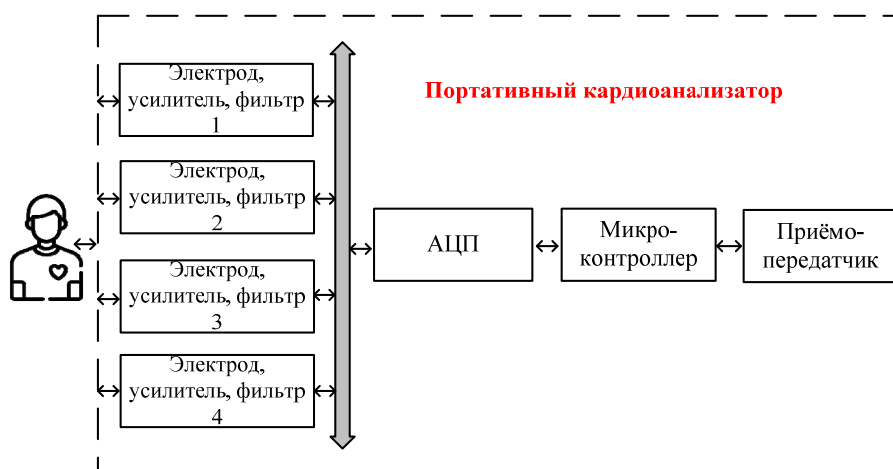 Электрод,
усилитель, фильтр
1
Портативный кардиоанализатор
Электрод,
усилитель, фильтр
2
АЦП
Микро-
контроллер
Приёмо-
передатчик
Электрод,
усилитель, фильтр
3
Электрод,
усилитель, фильтр
4